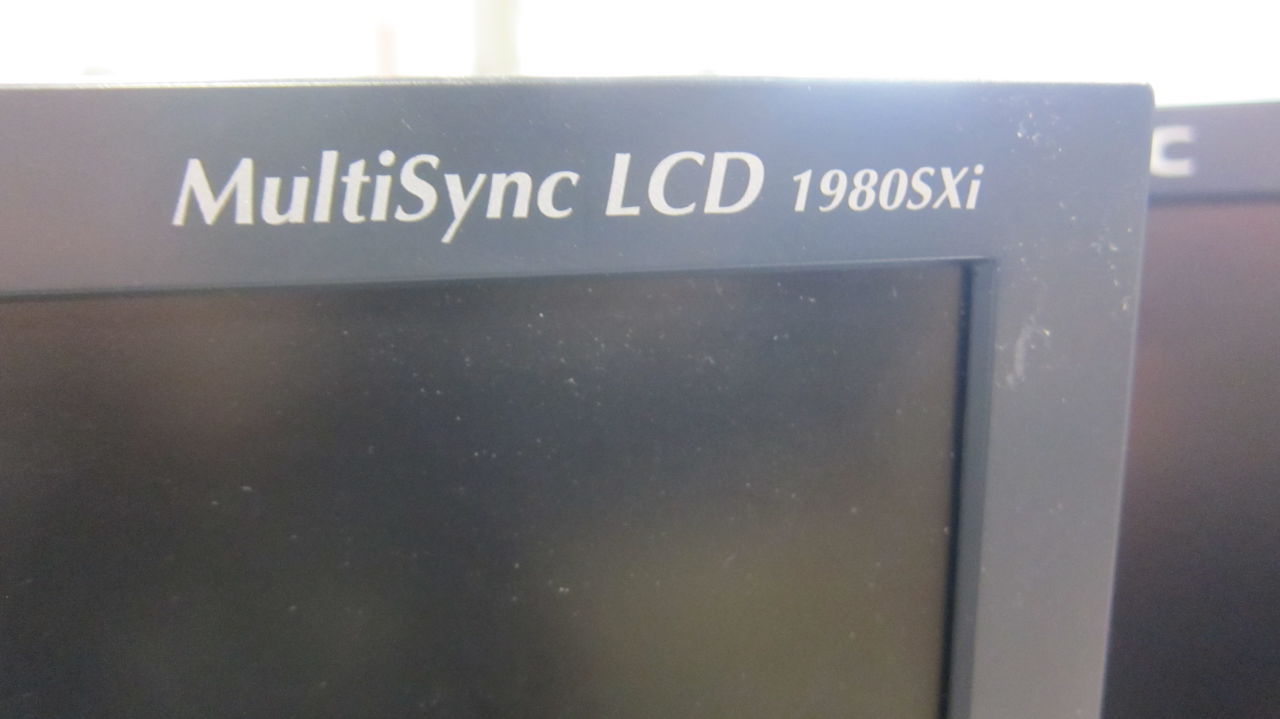 MultiSync LCD 1980SXi
C